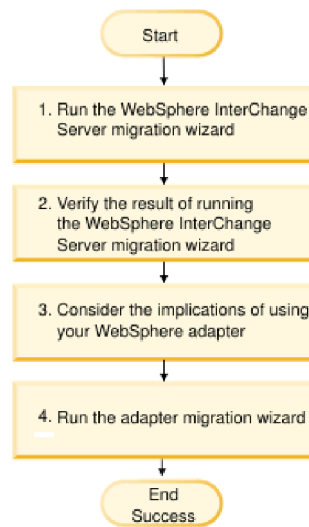 Start
1. Run the WebSphere InterChange
Server migration wizard
2. Verify the result of running
the WebSphere InterChange
Server migration wizard
3. Consider the implications of using
your WebSphere adapter
4. Run the adapter migration wizard
End
Success